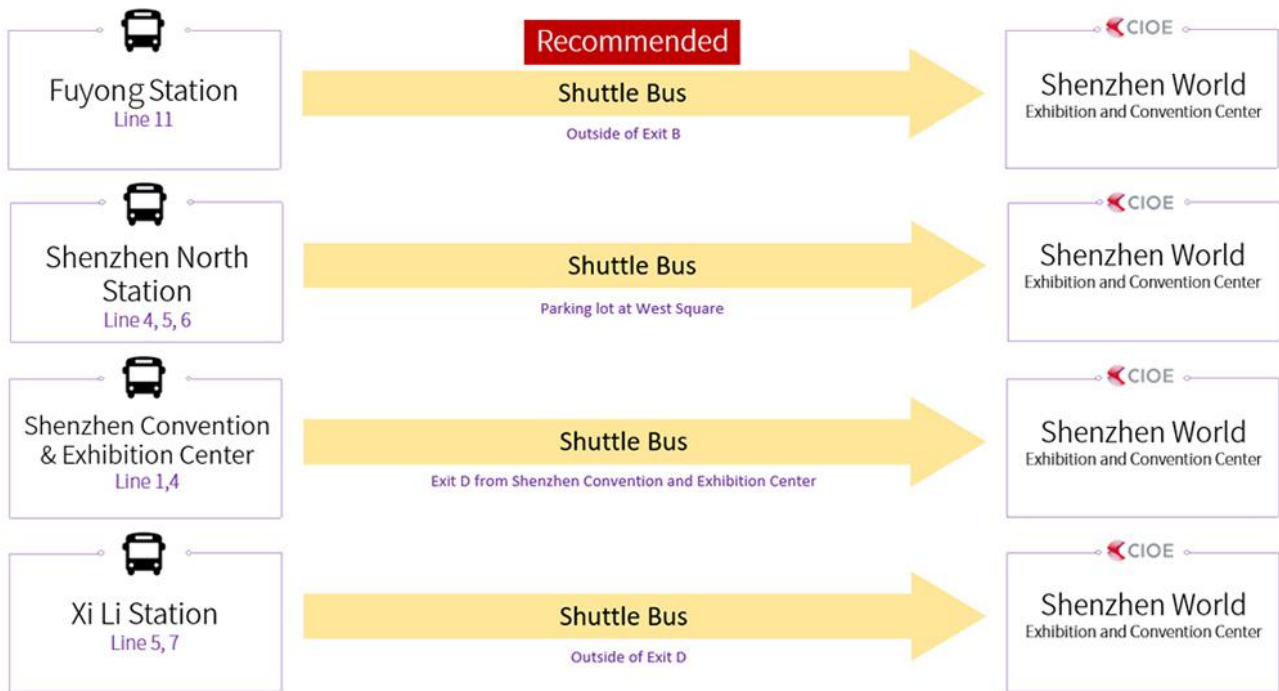 Recommended
CIOE
Fuyong Station
Line 11
Shuttle Bus
Outside of Exit B
Shenzhen World
Exhibition and Convention Center
CIOE
Shenzhen North
Station
Line 4, 5, 6
Shuttle Bus
Parking lot at West Square
Shenzhen World
Exhibition and Convention Center
CIOE
Shenzhen Convention
& Exhibition Center
Line 1,4
Shuttle Bus
Exit D from Shenzhen Convention and Exhibition Center
Shenzhen World
Exhibition and Convention Center
CIOE
Xi Li Station
Line 5, 7
Shuttle Bus
Outside of Exit D
Shenzhen World
Exhibition and Convention Center